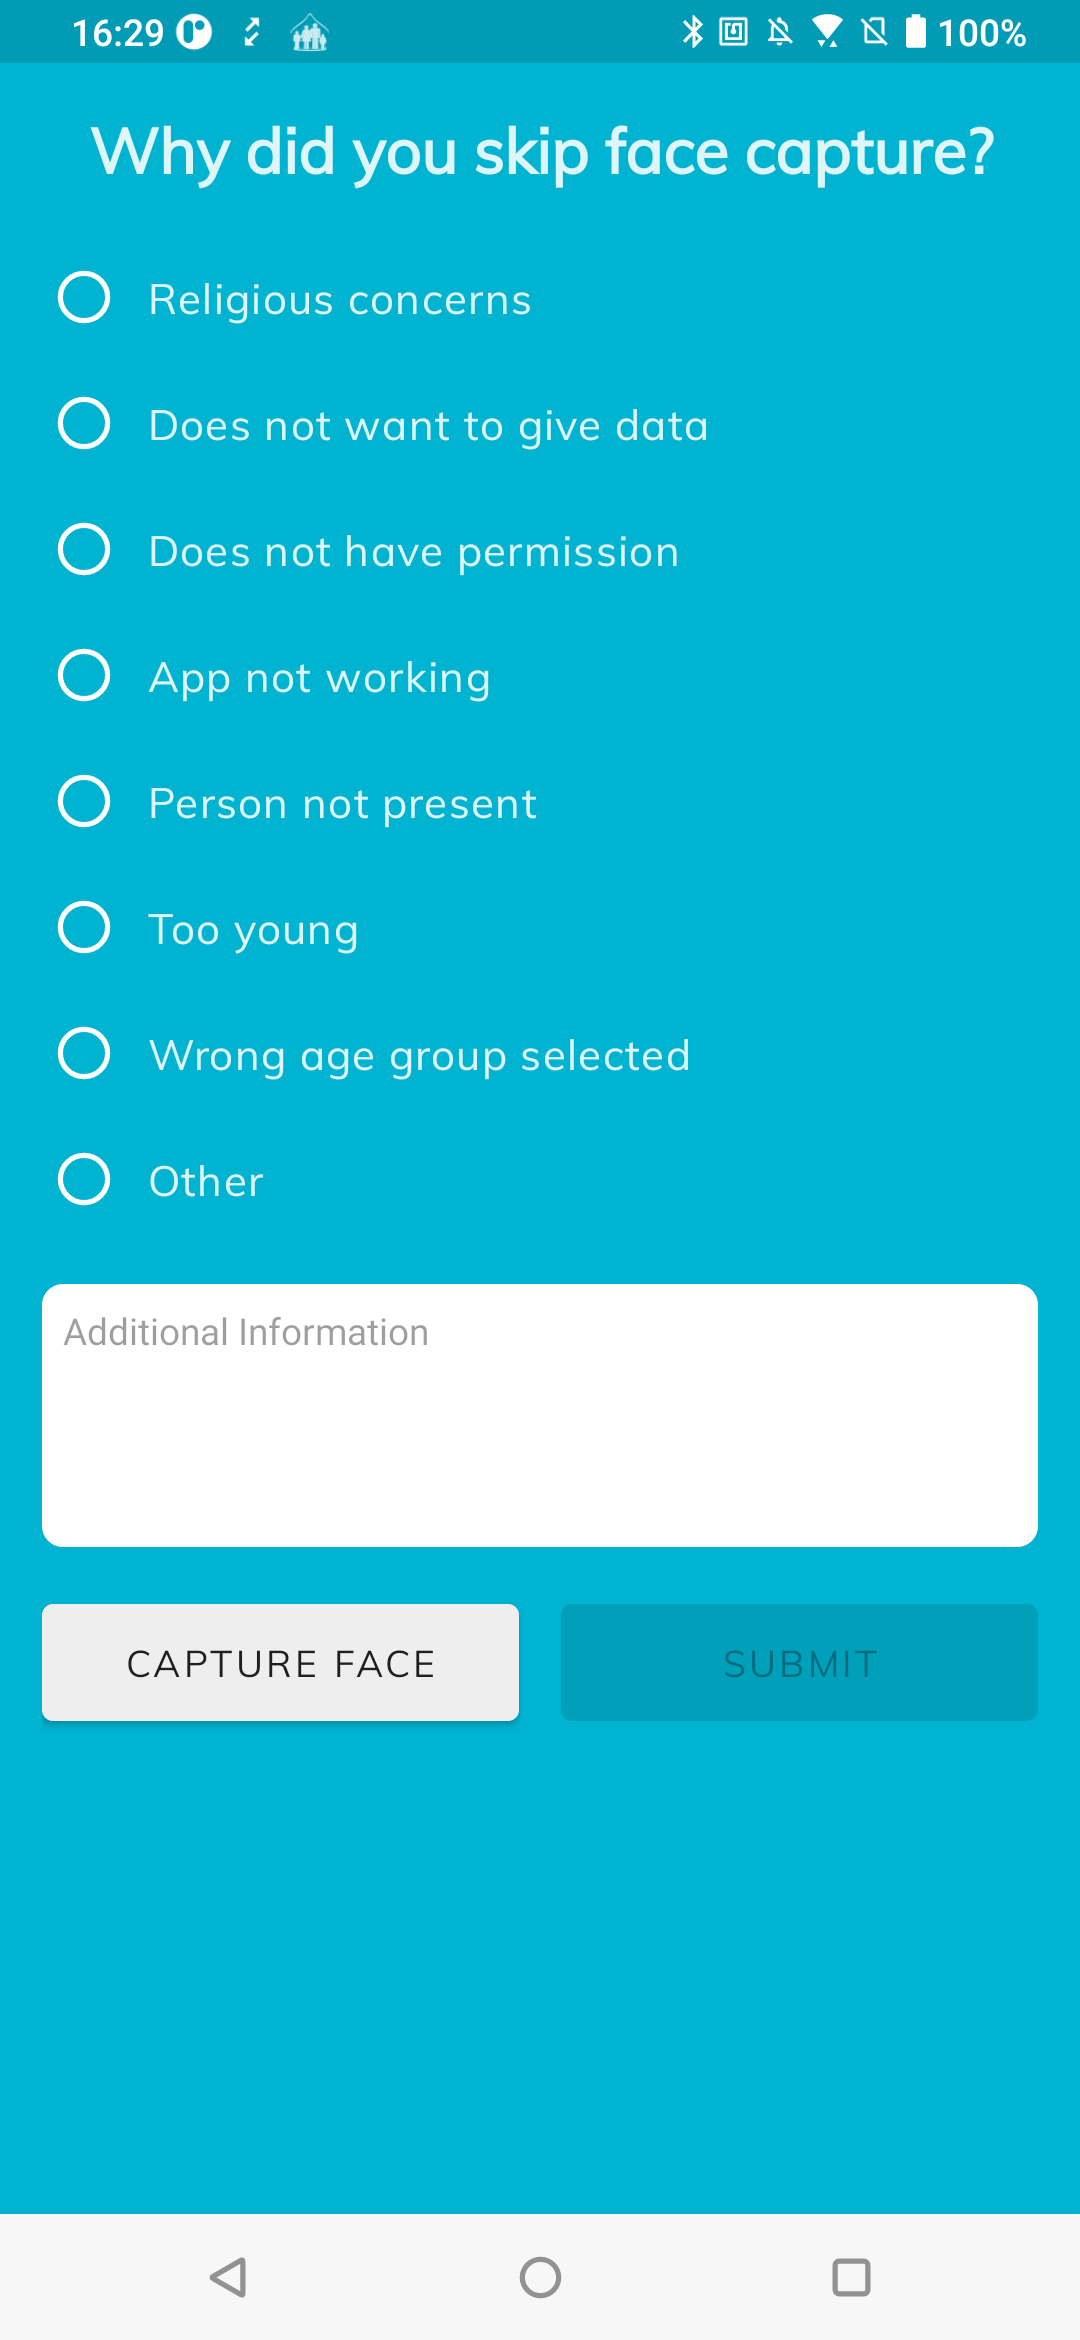 16:29 100%
Why did you skip face capture?
Religious concerns
Does not want to give data
Does not have permission
App not working
Person not present
Too young
Wrong age group selected
Other
Additional Information
CAPTURE FACE SUBMIT